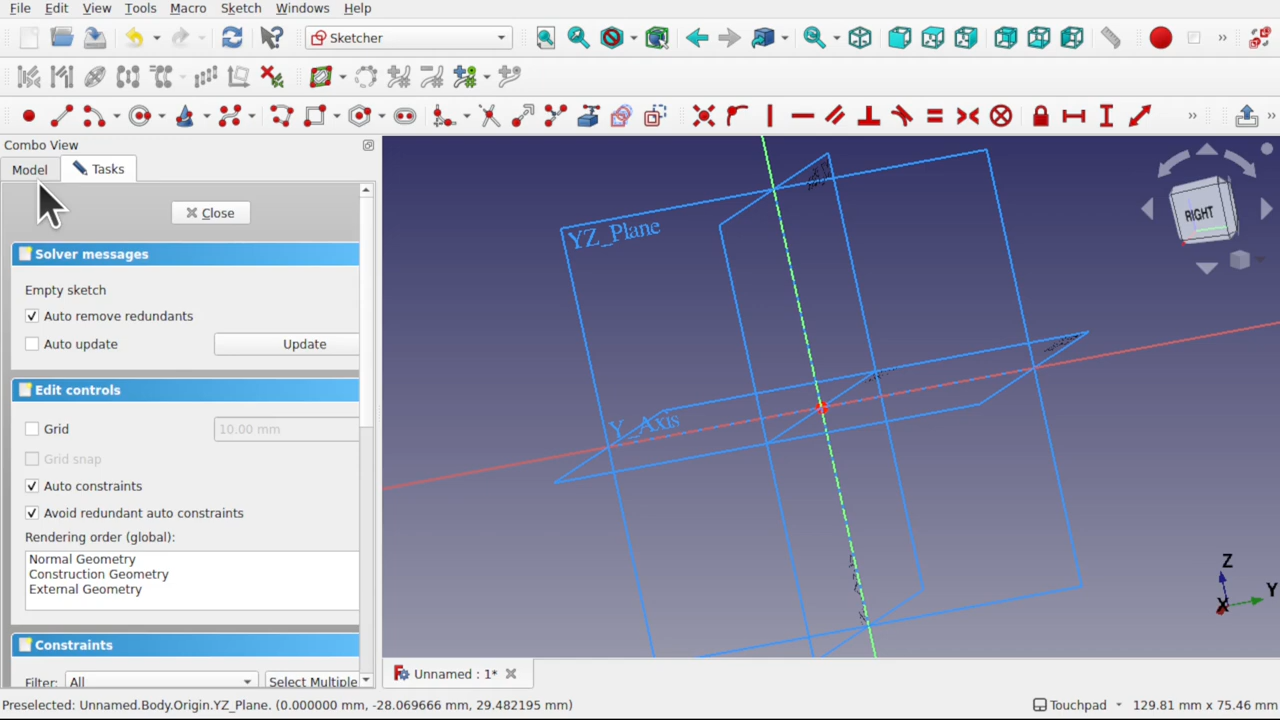 File Edit View Tools Macro Sketch Windows Help
Sketcher
Combo View
Model Tasks
Close
Solver messages
Empty sketch
Auto remove redundants
Auto update Update
Edit controls
Grid 10.00 mm
Grid snap
Auto constraints
Avoid redundant auto constraints
Rendering order (global):
Normal Geometry
Construction Geometry
External Geometry
Constraints
Filter: All Select Multiple
YZ_Plane
Y_Axis
RIGHT
Z
Y
X
Unnamed : 1*
Preselected: Unnamed.Body.Origin.YZ_Plane. (0.000000 mm, -28.069666 mm, 29.482195 mm) Touchpad 129.81 mm x 75.46 mm